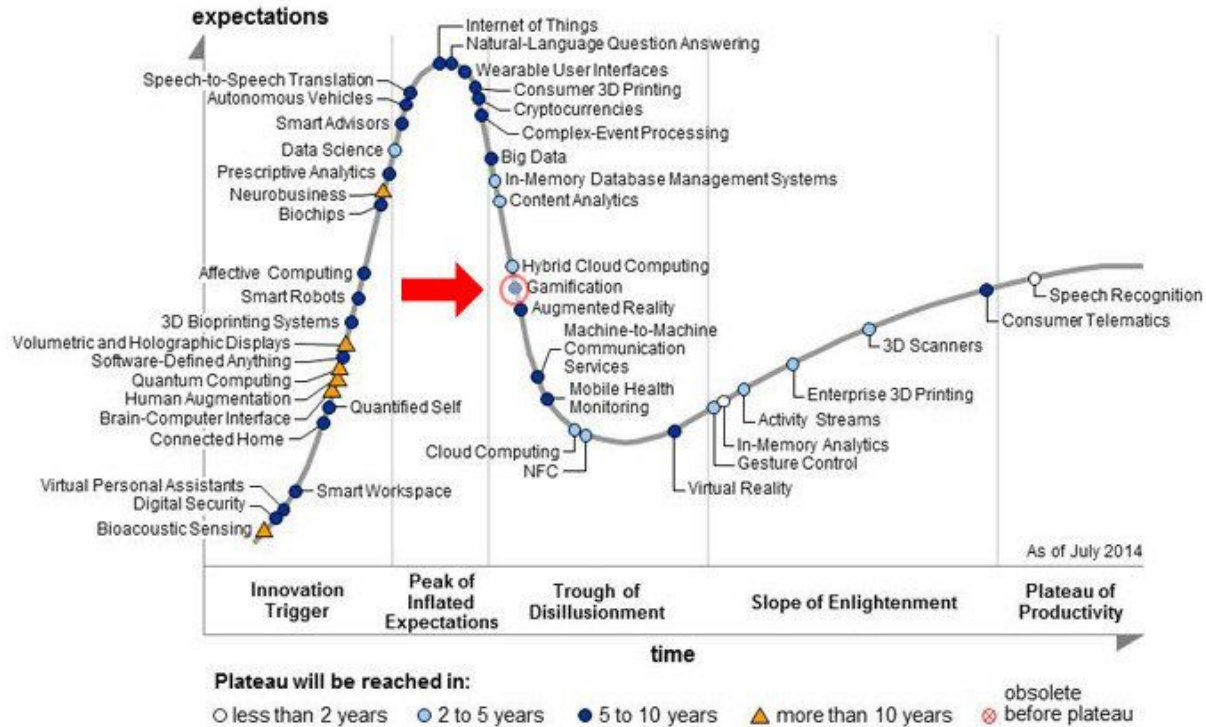 expectations
Internet of Things
Natural-Language Question Answering
Wearable User Interfaces
Consumer 3D Printing
Cryptocurrencies
Complex-Event Processing
Speech-to-Speech Translation
Autonomous Vehicles
Smart Advisors
Data Science
Prescriptive Analytics
Neurobusiness
Biochips
Big Data
In-Memory Database Management Systems
Content Analytics
Hybrid Cloud Computing
Gamification
Augmented Reality
Machine-to-Machine
Communication
Services
Mobile Health
Monitoring
Affective Computing
Smart Robots
3D Bioprinting Systems
Volumetric and Holographic Displays
Software-Defined Anything
Quantum Computing
Human Augmentation
Brain-Computer Interface
Quantified Self
Connected Home
Cloud Computing
NFC
Virtual Personal Assistants
Smart Workspace
Digital Security
Bioacoustic Sensing
Speech Recognition
Consumer Telematics
3D Scanners
Enterprise 3D Printing
Activity Streams
In-Memory Analytics
Gesture Control
Virtual Reality
As of July 2014
Innovation
Trigger
Peak of
Inflated
Expectations
Trough of
Disillusionment
Slope of Enlightenment
Plateau of
Productivity
time
Plateau will be reached in:
less than 2 years
2 to 5 years
5 to 10 years
more than 10 years
obsolete
before plateau